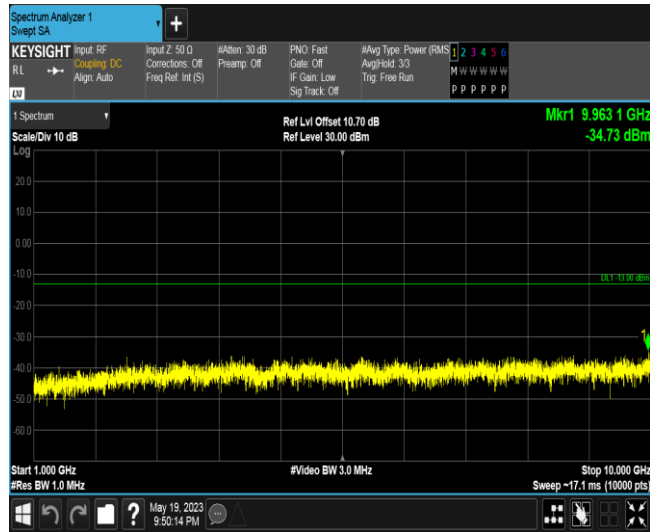 Spectrum Analyzer 1
Swept SA
+
KEYSIGHT
RL
LXI
Input: RF
Coupling: DC
Align: Auto
Input Z: 50 Ω
Corrections: Off
Freq Ref: Int (S)
#Atten: 30 dB
Preamp: Off
PNO: Fast
Gate: Off
IF Gain: Low
Sig Track: Off
#Avg Type: Power (RMS
Avg|Hold: 3/3
Trig: Free Run
1 2 3 4 5 6
M W W W W W
P P P P P P
1 Spectrum
Scale/Div 10 dB
Log
Ref Lvl Offset 10.70 dB
Ref Level 30.00 dBm
Mkr1 9.963 1 GHz
-34.73 dBm
20.0
10.0
0.00
-10.0
DL1 -13.00 dBm
-20.0
-30.0
1
-40.0
-50.0
-60.0
Start 1.000 GHz
#Res BW 1.0 MHz
#Video BW 3.0 MHz
Stop 10.000 GHz
Sweep ~17.1 ms (10000 pts)
?
May 19, 2023
9:50:14 PM